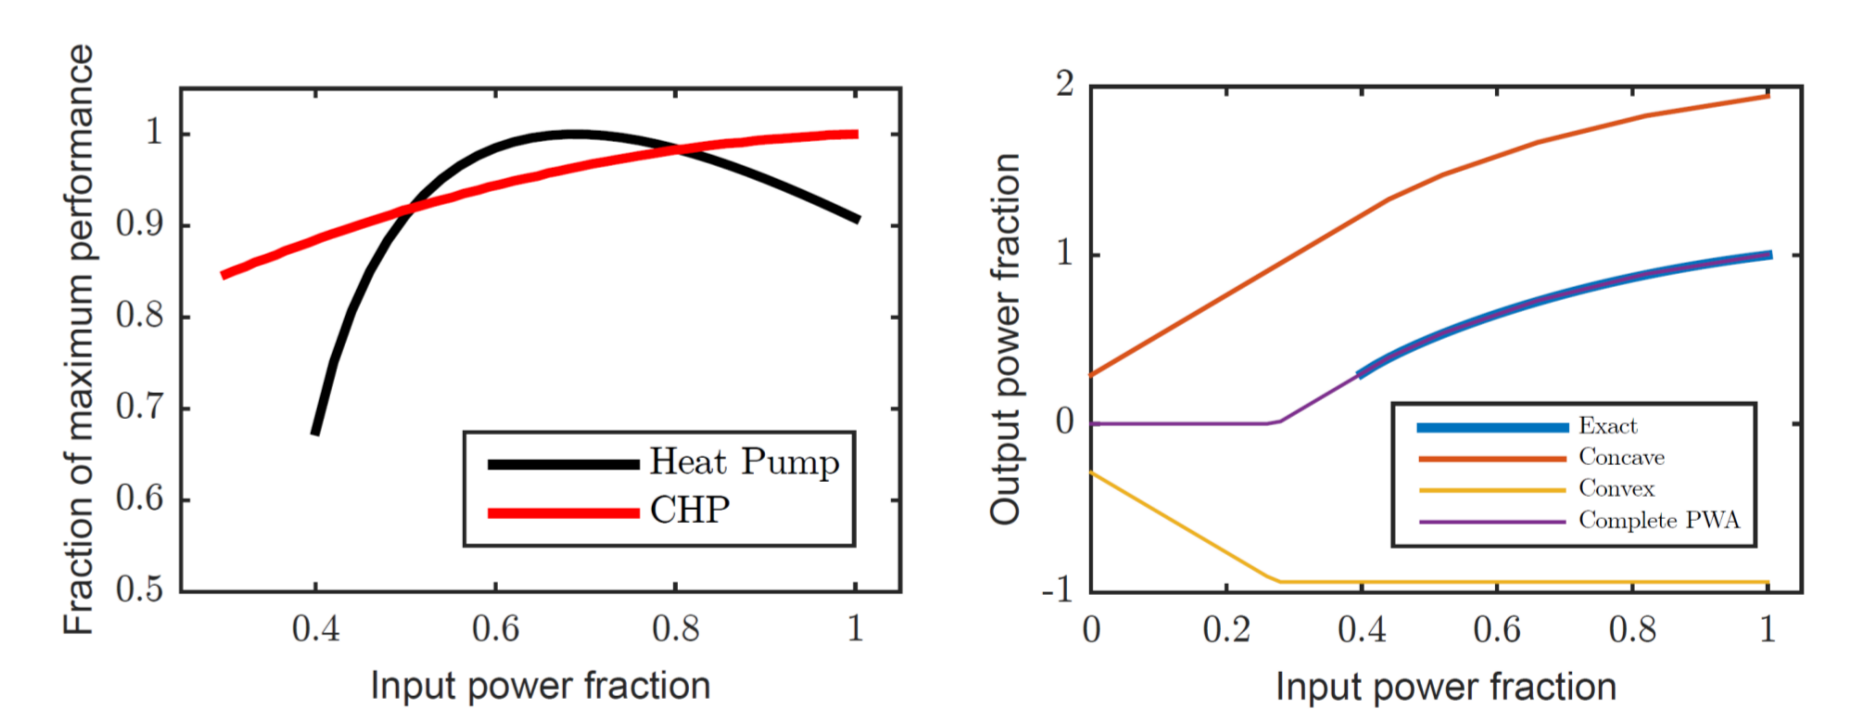 Fraction of maximum performance
1
0.9
0.8
0.7
0.6
0.5
0.4 0.6 0.8 1
Input power fraction
Heat Pump
CHP
Output power fraction
2
1
0
-1
0 0.2 0.4 0.6 0.8 1
Input power fraction
Exact
Concave
Convex
Complete PWA